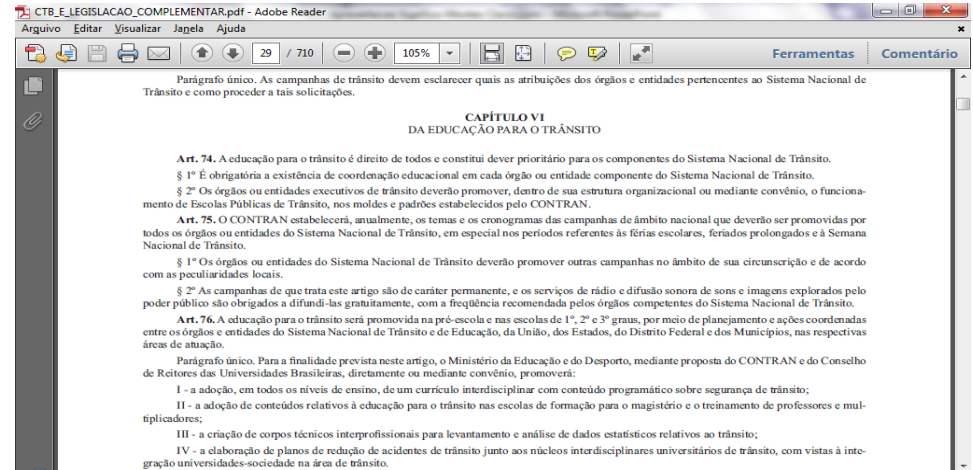 CTB_E_LEGISLACAO_COMPLEMENTAR.pdf - Adobe Reader
Arquivo Editar Visualizar Janela Ajuda
29 / 710 105% Ferramentas Comentário
Parágrafo único. As campanhas de trânsito devem esclarecer quais as atribuições dos órgãos e entidades pertencentes ao Sistema Nacional de
Trânsito e como proceder a tais solicitações.
CAPÍTULO VI
DA EDUCAÇÃO PARA O TRÂNSITO
Art. 74. A educação para o trânsito é direito de todos e constitui dever prioritário para os componentes do Sistema Nacional de Trânsito.
§ 1º É obrigatória a existência de coordenação educacional em cada órgão ou entidade componente do Sistema Nacional de Trânsito.
§ 2º Os órgãos ou entidades executivos de trânsito deverão promover, dentro de sua estrutura organizacional ou mediante convênio, o funciona-
mento de Escolas Públicas de Trânsito, nos moldes e padrões estabelecidos pelo CONTRAN.
Art. 75. O CONTRAN estabelecerá, anualmente, os temas e os cronogramas das campanhas de âmbito nacional que deverão ser promovidas por
todos os órgãos ou entidades do Sistema Nacional de Trânsito, em especial nos períodos referentes às férias escolares, feriados prolongados e à Semana
Nacional de Trânsito.
§ 1º Os órgãos ou entidades do Sistema Nacional de Trânsito deverão promover outras campanhas no âmbito de sua circunscrição e de acordo
com as peculiaridades locais.
§ 2º As campanhas de que trata este artigo são de caráter permanente, e os serviços de rádio e difusão sonora de sons e imagens explorados pelo
poder público são obrigados a difundi-las gratuitamente, com a freqüência recomendada pelos órgãos competentes do Sistema Nacional de Trânsito.
Art. 76. A educação para o trânsito será promovida na pré-escola e nas escolas de 1º, 2º e 3º graus, por meio de planejamento e ações coordenadas
entre os órgãos e entidades do Sistema Nacional de Trânsito e de Educação, da União, dos Estados, do Distrito Federal e dos Municípios, nas respectivas
áreas de atuação.
Parágrafo único. Para a finalidade prevista neste artigo, o Ministério da Educação e do Desporto, mediante proposta do CONTRAN e do Conselho
de Reitores das Universidades Brasileiras, diretamente ou mediante convênio, promoverá:
I - a adoção, em todos os níveis de ensino, de um currículo interdisciplinar com conteúdo programático sobre segurança de trânsito;
II - a adoção de conteúdos relativos à educação para o trânsito nas escolas de formação para o magistério e o treinamento de professores e mul-
tiplicadores;
III - a criação de corpos técnicos interprofissionais para levantamento e análise de dados estatísticos relativos ao trânsito;
IV - a elaboração de planos de redução de acidentes de trânsito junto aos núcleos interdisciplinares universitários de trânsito, com vistas à inte-
gração universidades-sociedade na área de trânsito.